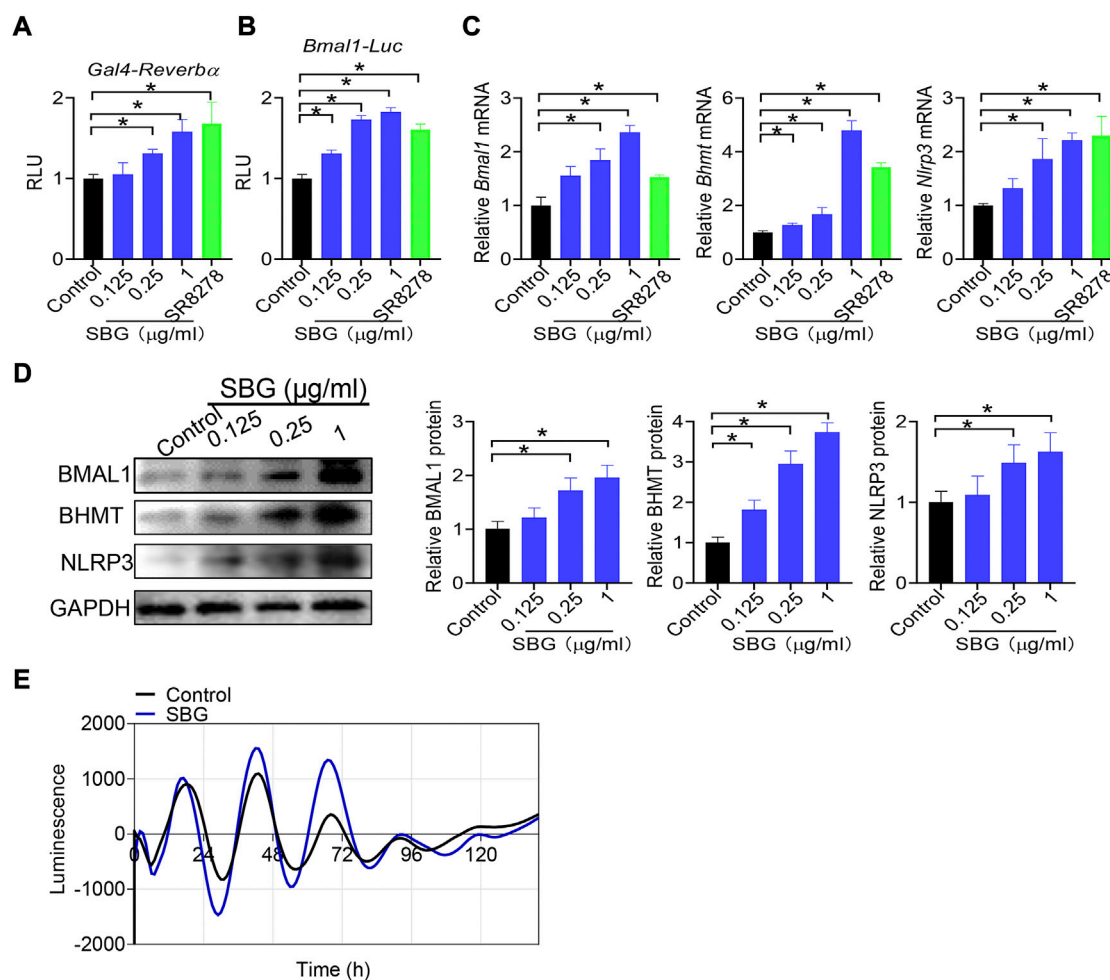 A
Gal4-Reverbα
RLU
2
1
0
*
*
*
Control
0.125
0.25
1
SR8278
SBG（μg/ml）
B
Bmal1-Luc
RLU
2.0
1.5
1.0
0.5
0.0
*
*
*
*
Control
0.125
0.25
1
SR8278
SBG（μg/ml）
C
Relative Bmal1 mRNA
3
2
1
0
*
*
*
Control
0.125
0.25
1
SR8278
SBG（μg/ml）
Relative Bhmt mRNA
6
4
2
0
*
*
*
*
Control
0.125
0.25
1
SR8278
SBG（μg/ml）
Relative Nlrp3 mRNA
3
2
1
0
*
*
*
Control
0.125
0.25
1
SR8278
SBG（μg/ml）
D
SBG (μg/ml)
Control
0.125
0.25
1
BMAL1
BHMT
NLRP3
GAPDH
Relative BMAL1 protein
3
2
1
0
*
*
Control
0.125
0.25
1
SBG（μg/ml）
Relative BHMT protein
4
2
0
*
*
*
Control
0.125
0.25
1
SBG（μg/ml）
Relative NLRP3 protein
2
1
0
*
*
Control
0.125
0.25
1
SBG（μg/ml）
E
Control
SBG
Luminescence
2000
1000
0
-1000
-2000
0
24
48
72
96
120
Time (h)